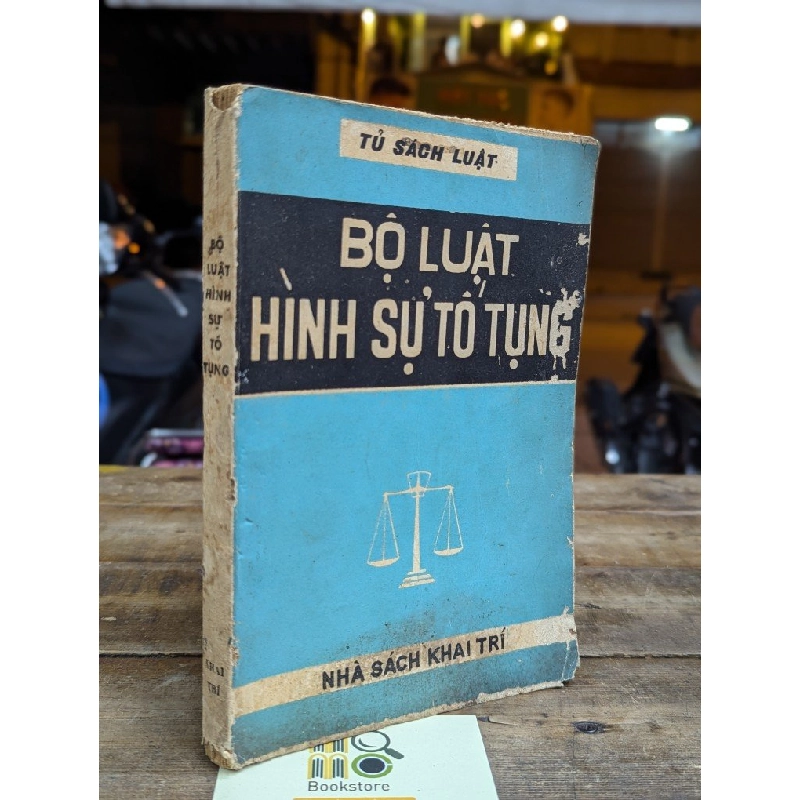 TỦ SÁCH LUẬT
BỘ LUẬT
HÌNH SỰ TỐ TỤNG
NHÀ SÁCH KHAI TRÍ
BỘ
LUẬT
HÌNH
SỰ
TỐ
TỤNG
TRÍ
Bookstore